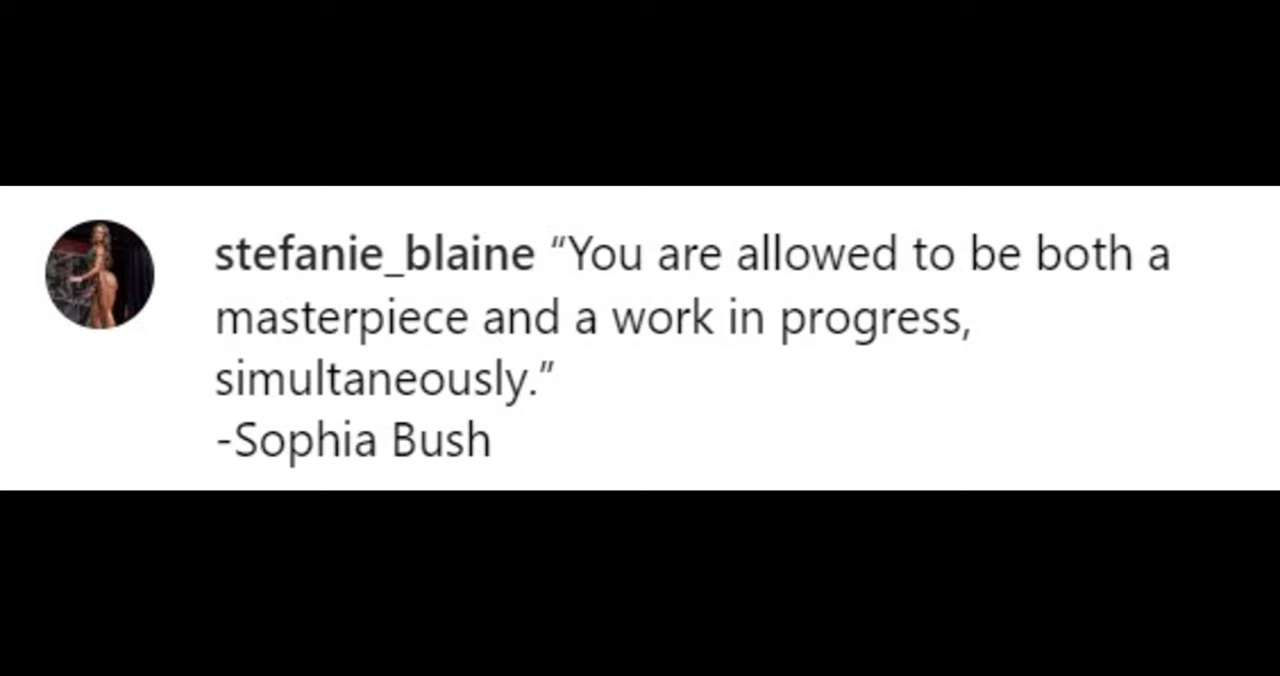 stefanie_blaine “You are allowed to be both a
masterpiece and a work in progress,
simultaneously.”
-Sophia Bush